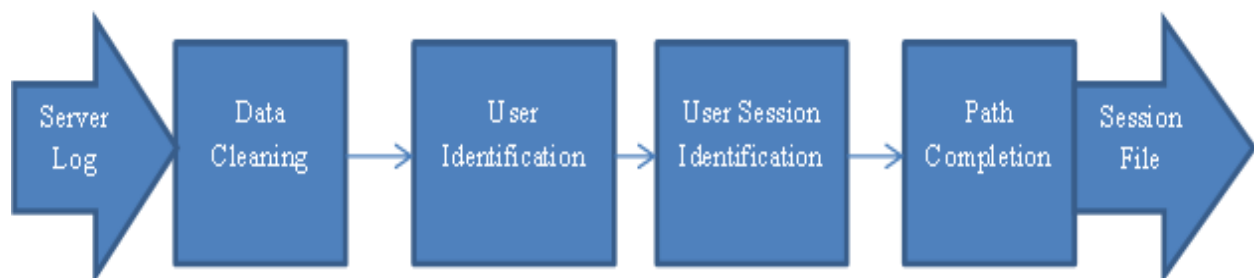 Server
Log
Data
Cleaning
User
Identification
User Session
Identification
Path
Completion
Session
File